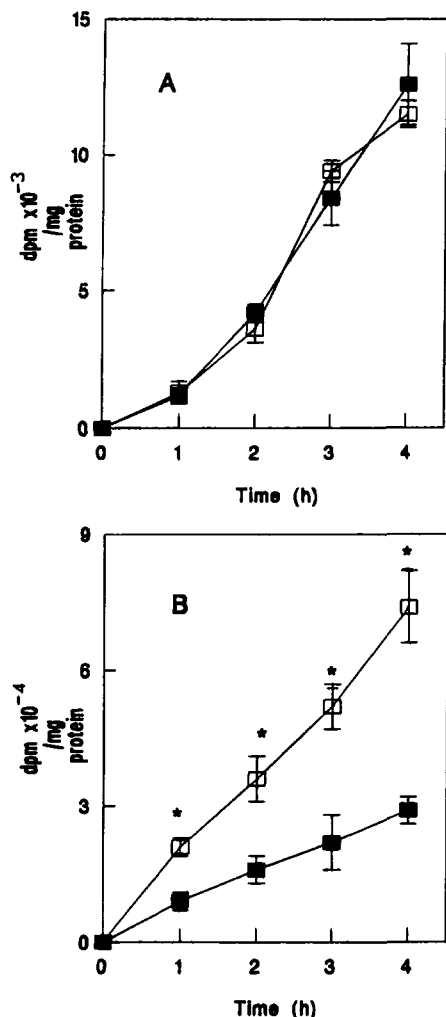 15
A
10
5
0
dpm x10⁻³
/mg
protein
0 1 2 3 4
Time (h)
9
B
6
3
0
dpm x10⁻⁴
/mg
protein
* * * *
0 1 2 3 4
Time (h)